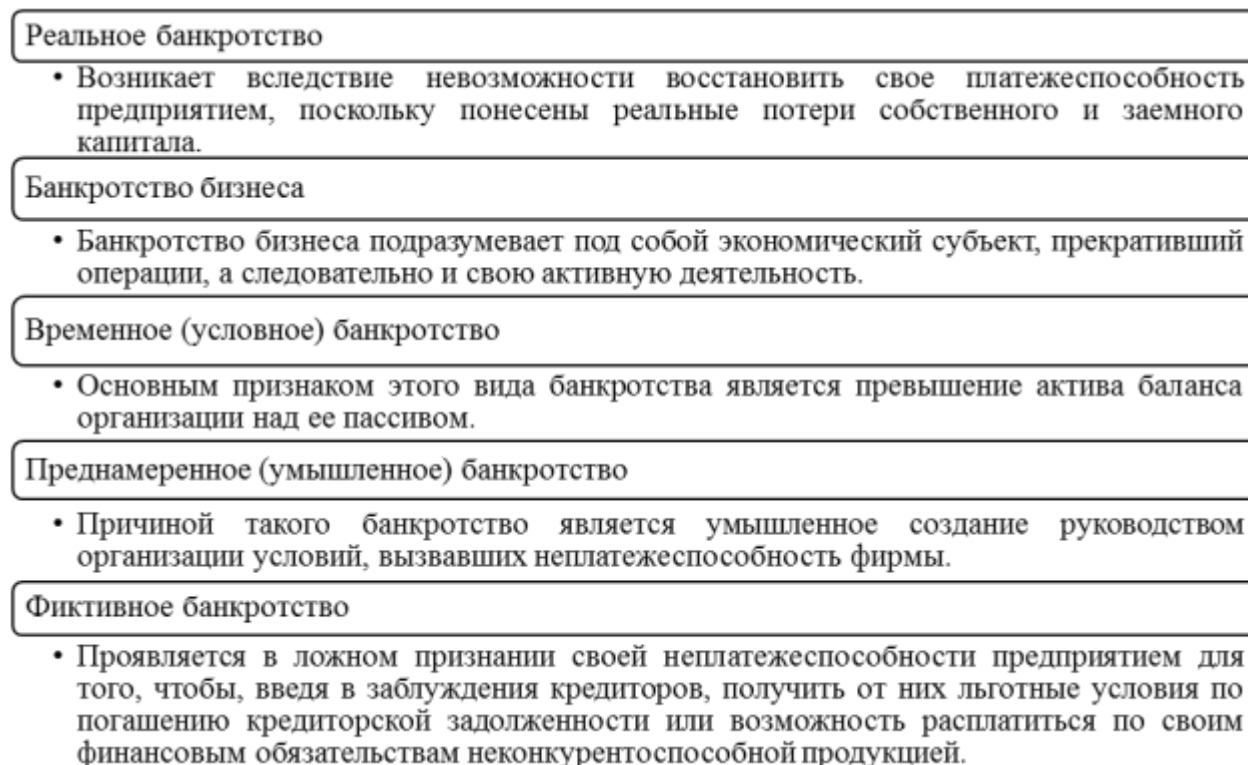 Реальное банкротство
• Возникает вследствие невозможности восстановить свое платежеспособность
предприятием, поскольку понесены реальные потери собственного и заемного
капитала.
Банкротство бизнеса
• Банкротство бизнеса подразумевает под собой экономический субъект, прекративший
операции, а следовательно и свою активную деятельность.
Временное (условное) банкротство
• Основным признаком этого вида банкротства является превышение актива баланса
организации над ее пассивом.
Преднамеренное (умышленное) банкротство
• Причиной такого банкротство является умышленное создание руководством
организации условий, вызвавших неплатежеспособность фирмы.
Фиктивное банкротство
• Проявляется в ложном признании своей неплатежеспособности предприятием для
того, чтобы, введя в заблуждения кредиторов, получить от них льготные условия по
погашению кредиторской задолженности или возможность расплатиться по своим
финансовым обязательствам неконкурентоспособной продукцией.